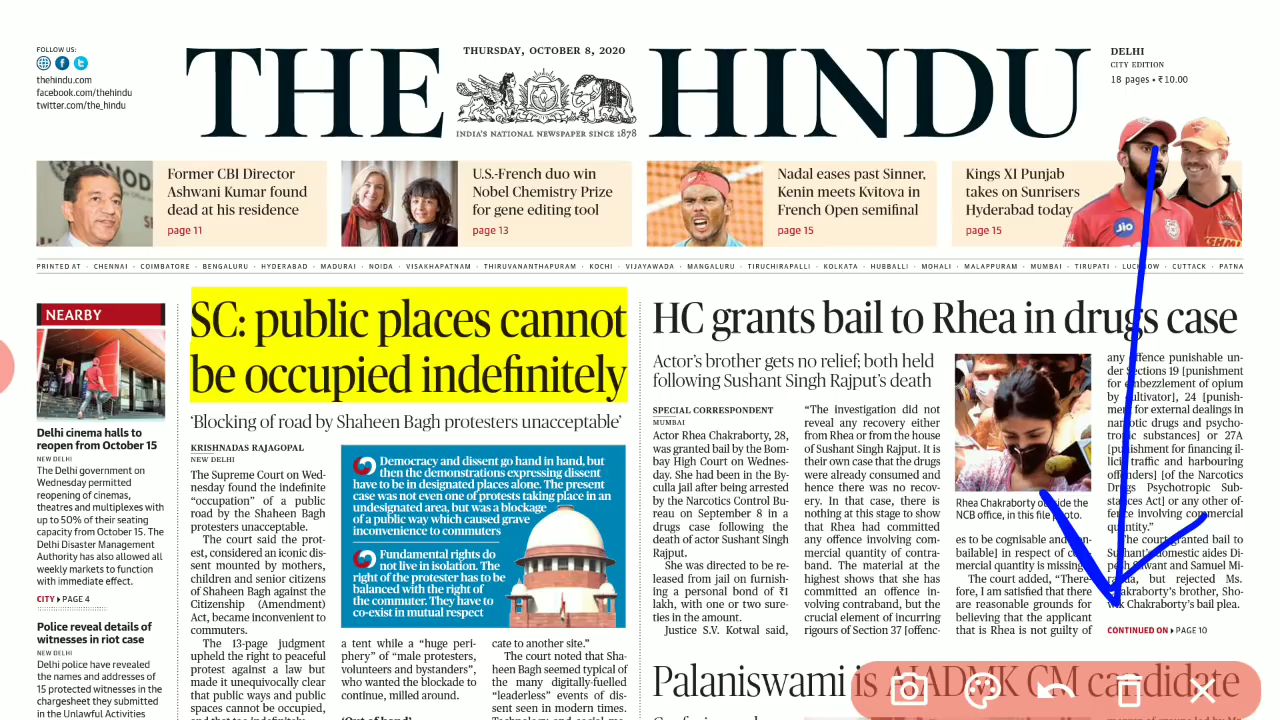 FOLLOW US:
thehindu.com
facebook.com/thehindu
twitter.com/the_hindu
THE HINDU
THURSDAY, OCTOBER 8, 2020
INDIA'S NATIONAL NEWSPAPER SINCE 1878
DELHI
CITY EDITION
18 pages • ₹10.00
Former CBI Director
Ashwani Kumar found
dead at his residence
page 11
U.S.-French duo win
Nobel Chemistry Prize
for gene editing tool
page 13
Nadal eases past Sinner,
Kenin meets Kvitova in
French Open semifinal
page 15
Kings XI Punjab
takes on Sunrisers
Hyderabad today
page 15
Jio
PRINTED AT · CHENNAI · COIMBATORE · BENGALURU · HYDERABAD · MADURAI · NOIDA · VISAKHAPATNAM · THIRUVANANTHAPURAM · KOCHI · VIJAYAWADA · MANGALURU · TIRUCHIRAPALLI · KOLKATA · HUBBALLI · MOHALI · MALAPPURAM · MUMBAI · TIRUPATI · LUCKNOW · CUTTACK · PATNA
NEARBY
Delhi cinema halls to
reopen from October 15
NEW DELHI
The Delhi government on
Wednesday permitted
reopening of cinemas,
theatres and multiplexes with
up to 50% of their seating
capacity from October 15. The
Delhi Disaster Management
Authority has also allowed all
weekly markets to function
with immediate effect.
CITY PAGE 4
Police reveal details of
witnesses in riot case
NEW DELHI
Delhi police have revealed
the names and addresses of
15 protected witnesses in the
chargesheet they submitted
in the Unlawful Activities
SC: public places cannot
be occupied indefinitely
'Blocking of road by Shaheen Bagh protesters unacceptable'
KRISHNADAS RAJAGOPAL
NEW DELHI
The Supreme Court on Wed-
nesday found the indefinite
"occupation" of a public
road by the Shaheen Bagh
protesters unacceptable.
The court said the prot-
est, considered an iconic dis-
sent mounted by mothers,
children and senior citizens
of Shaheen Bagh against the
Citizenship (Amendment)
Act, became inconvenient to
commuters.
The 13-page judgment
upheld the right to peaceful
protest against a law but
made it unequivocally clear
that public ways and public
spaces cannot be occupied,
and that too indefinitely.
Democracy and dissent go hand in hand, but
then the demonstrations expressing dissent
have to be in designated places alone. The present
case was not even one of protests taking place in an
undesignated area, but was a blockage
of a public way which caused grave
inconvenience to commuters
Fundamental rights do
not live in isolation. The
right of the protester has to be
balanced with the right of
the commuter. They have to
co-exist in mutual respect
a tent while a "huge peri-
phery" of "male protesters,
volunteers and bystanders",
who wanted the blockade to
continue, milled around.
'Out of hand'
cate to another site."
The court noted that Sha-
heen Bagh seemed typical of
the many digitally-fuelled
"leaderless" events of dis-
sent seen in modern times.
HC grants bail to Rhea in drugs case
Actor's brother gets no relief; both held
following Sushant Singh Rajput's death
SPECIAL CORRESPONDENT
MUMBAI
Actor Rhea Chakraborty, 28,
was granted bail by the Bom-
bay High Court on Wednes-
day. She had been in the By-
culla jail after being arrested
by the Narcotics Control Bu-
reau on September 8 in a
drugs case following the
death of actor Sushant Singh
Rajput.
She was directed to be re-
leased from jail on furnish-
ing a personal bond of ₹1
lakh, with one or two sure-
ties in the amount.
Justice S.V. Kotwal said,
"The investigation did not
reveal any recovery either
from Rhea or from the house
of Sushant Singh Rajput. It is
their own case that the drugs
were already consumed and
hence there was no recov-
ery. In that case, there is
nothing at this stage to show
that Rhea had committed
any offence involving com-
mercial quantity of contra-
band. The material at the
highest shows that she has
committed an offence in-
volving contraband, but the
crucial element of incurring
rigours of Section 37 [offenc-
Rhea Chakraborty outside the
NCB office, in this file photo.
es to be cognisable and non-
bailable] in respect of com-
mercial quantity is missing.
The court added, "There-
fore, I am satisfied that there
are reasonable grounds for
believing that the applicant
that is Rhea is not guilty of
any offence punishable un-
der Sections 19 [punishment
for embezzlement of opium
by cultivator], 24 [punish-
ment for external dealings in
narcotic drugs and psycho-
tropic substances] or 27A
[punishment for financing il-
licit traffic and harbouring
offenders] [of the Narcotics
Drugs Psychotropic Sub-
stances Act] or any other of-
fence involving commercial
quantity."
The court granted bail to
Sushant's domestic aides Di-
pesh Sawant and Samuel Mi-
randa, but rejected Ms.
Chakraborty's brother, Sho-
wik Chakraborty's bail plea.
CONTINUED ON PAGE 10
Palaniswami is AIADMK CM candidate